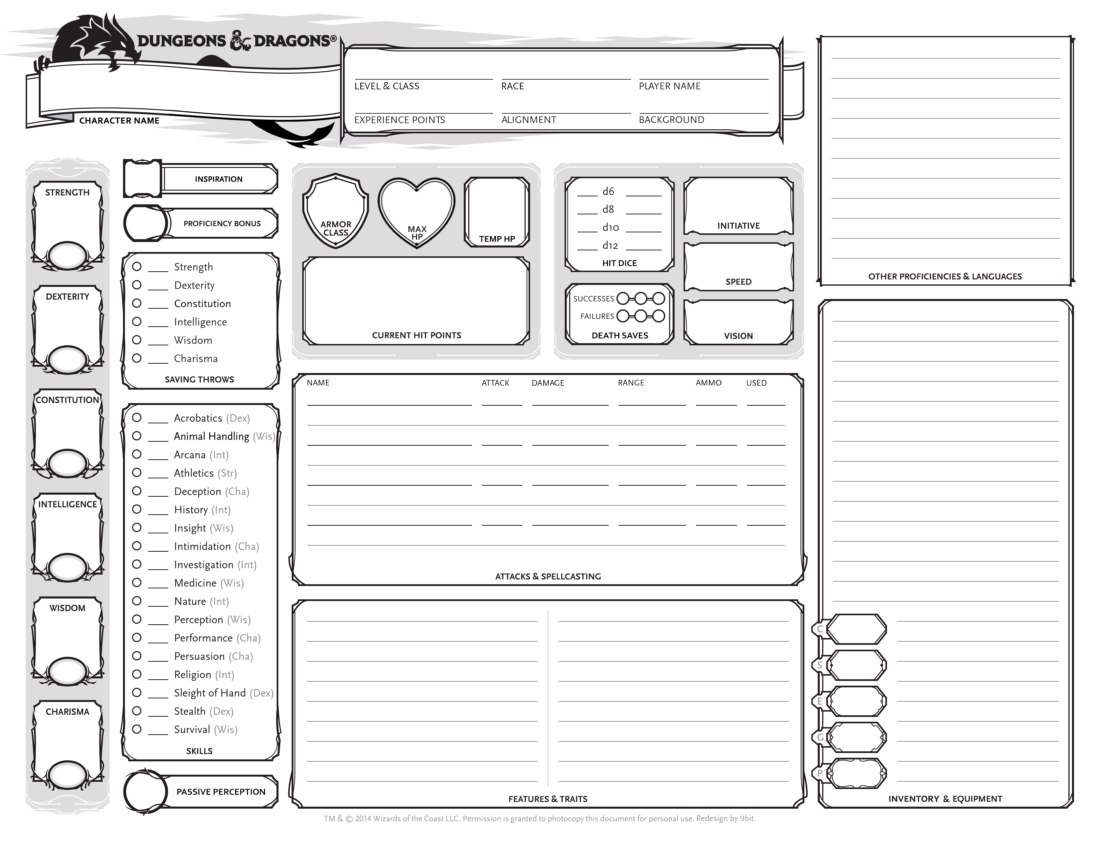 DUNGEONS & DRAGONS®
CHARACTER NAME
LEVEL & CLASS RACE PLAYER NAME
EXPERIENCE POINTS ALIGNMENT BACKGROUND
STRENGTH
DEXTERITY
CONSTITUTION
INTELLIGENCE
WISDOM
CHARISMA
INSPIRATION
PROFICIENCY BONUS
Strength
Dexterity
Constitution
Intelligence
Wisdom
Charisma
SAVING THROWS
Acrobatics (Dex)
Animal Handling (Wis)
Arcana (Int)
Athletics (Str)
Deception (Cha)
History (Int)
Insight (Wis)
Intimidation (Cha)
Investigation (Int)
Medicine (Wis)
Nature (Int)
Perception (Wis)
Performance (Cha)
Persuasion (Cha)
Religion (Int)
Sleight of Hand (Dex)
Stealth (Dex)
Survival (Wis)
SKILLS
PASSIVE PERCEPTION
ARMOR
CLASS
MAX
HP
TEMP HP
CURRENT HIT POINTS
d6
d8
d10
d12
HIT DICE
SUCCESSES
FAILURES
DEATH SAVES
INITIATIVE
SPEED
VISION
NAME ATTACK DAMAGE RANGE AMMO USED
ATTACKS & SPELLCASTING
FEATURES & TRAITS
OTHER PROFICIENCIES & LANGUAGES
C
S
E
G
P
INVENTORY & EQUIPMENT
TM & © 2014 Wizards of the Coast LLC. Permission is granted to photocopy this document for personal use. Redesign by 9bit.